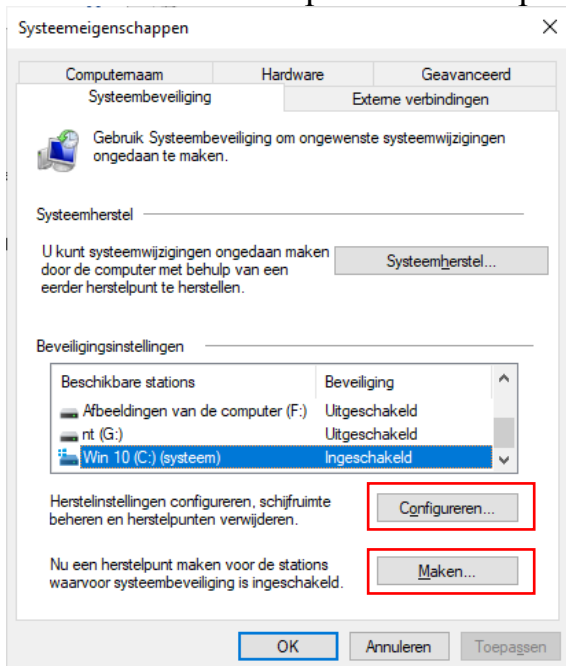 Systeemeigenschappen
Computernaam Hardware Geavanceerd
Systeembeveiliging Externe verbindingen
Gebruik Systeembeveiliging om ongewenste systeemwijzigingen
ongedaan te maken.
Systeemherstel
U kunt systeemwijzigingen ongedaan maken
door de computer met behulp van een
eerder herstelpunt te herstellen.
Systeemherstel...
Beveiligingsinstellingen
Beschikbare stations Beveiliging
Afbeeldingen van de computer (F:) Uitgeschakeld
nt (G:) Uitgeschakeld
Win 10 (C:) (systeem) Ingeschakeld
Herstelinstellingen configureren, schijfruimte
beheren en herstelpunten verwijderen.
Configureren...
Nu een herstelpunt maken voor de stations
waarvoor systeembeveiliging is ingeschakeld.
Maken...
OK Annuleren Toepassen